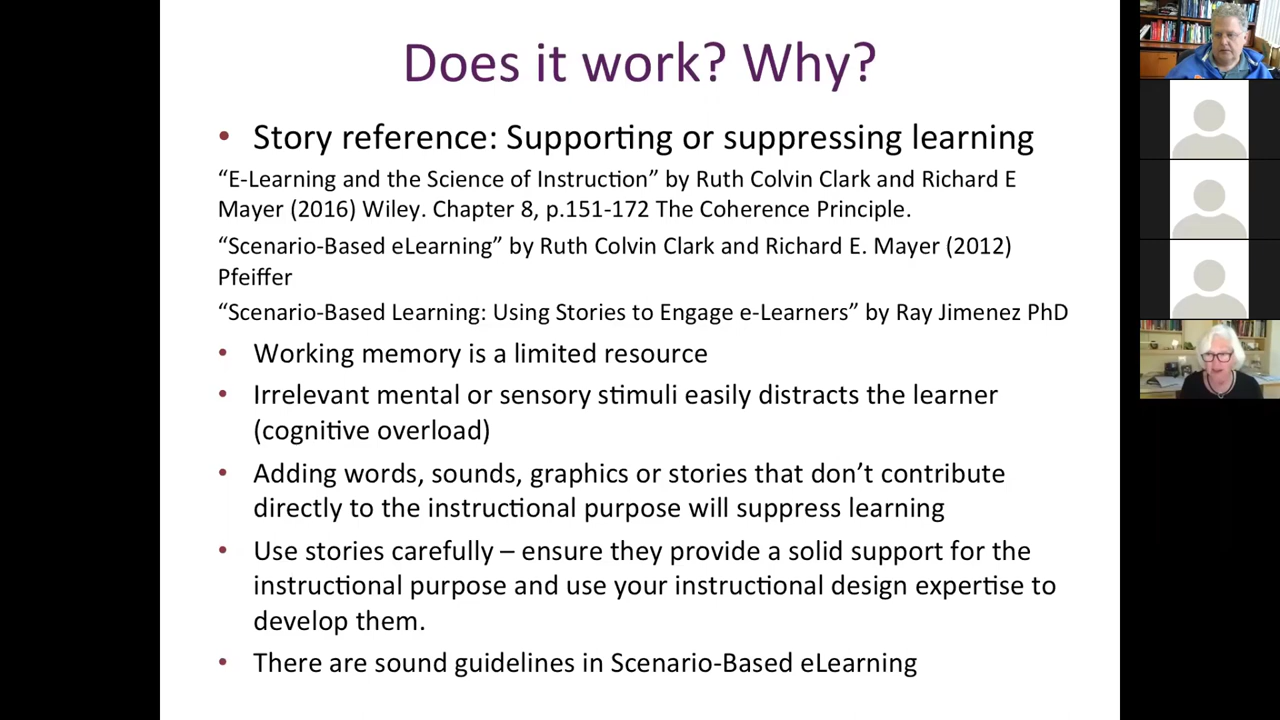 Does it work? Why?
• Story reference: Supporting or suppressing learning
“E-Learning and the Science of Instruction” by Ruth Colvin Clark and Richard E
Mayer (2016) Wiley. Chapter 8, p.151-172 The Coherence Principle.
“Scenario-Based eLearning” by Ruth Colvin Clark and Richard E. Mayer (2012)
Pfeiffer
“Scenario-Based Learning: Using Stories to Engage e-Learners” by Ray Jimenez PhD
• Working memory is a limited resource
• Irrelevant mental or sensory stimuli easily distracts the learner
(cognitive overload)
• Adding words, sounds, graphics or stories that don’t contribute
directly to the instructional purpose will suppress learning
• Use stories carefully – ensure they provide a solid support for the
instructional purpose and use your instructional design expertise to
develop them.
• There are sound guidelines in Scenario-Based eLearning